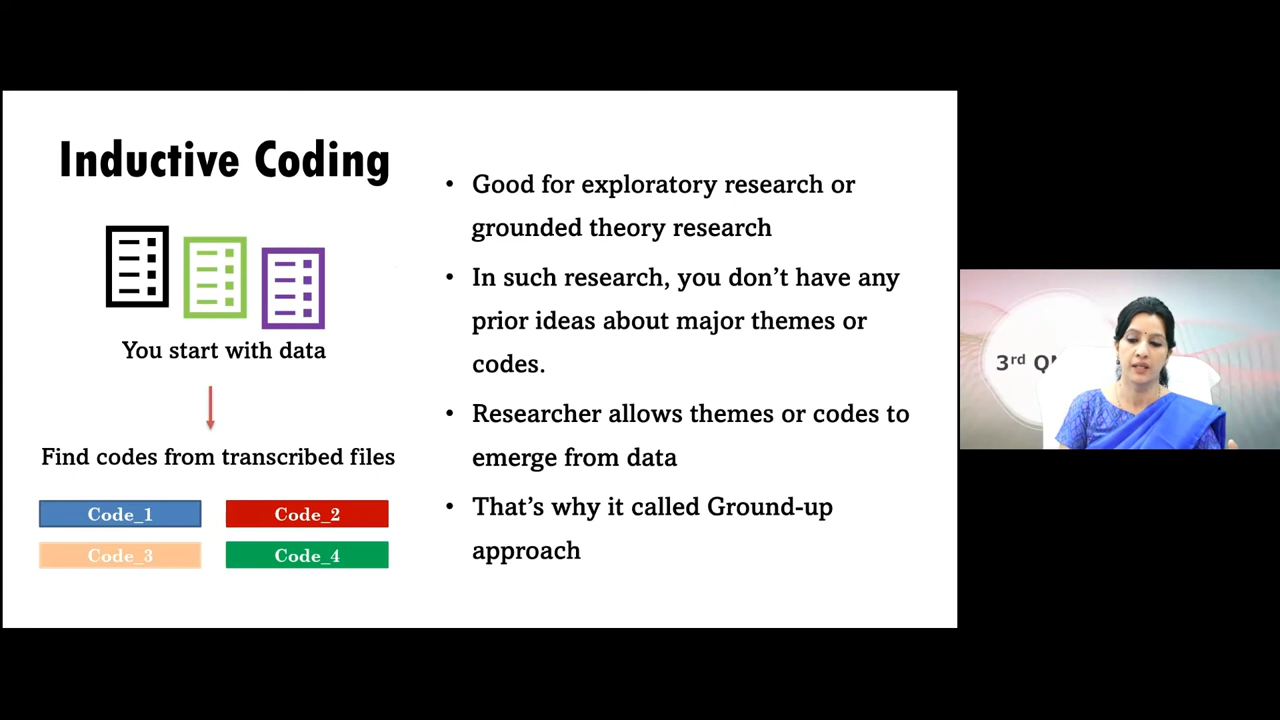 Inductive Coding
You start with data
Find codes from transcribed files
Code_1
Code_2
Code_3
Code_4
• Good for exploratory research or
grounded theory research
• In such research, you don’t have any
prior ideas about major themes or
codes.
• Researcher allows themes or codes to
emerge from data
• That’s why it called Ground-up
approach
3rd